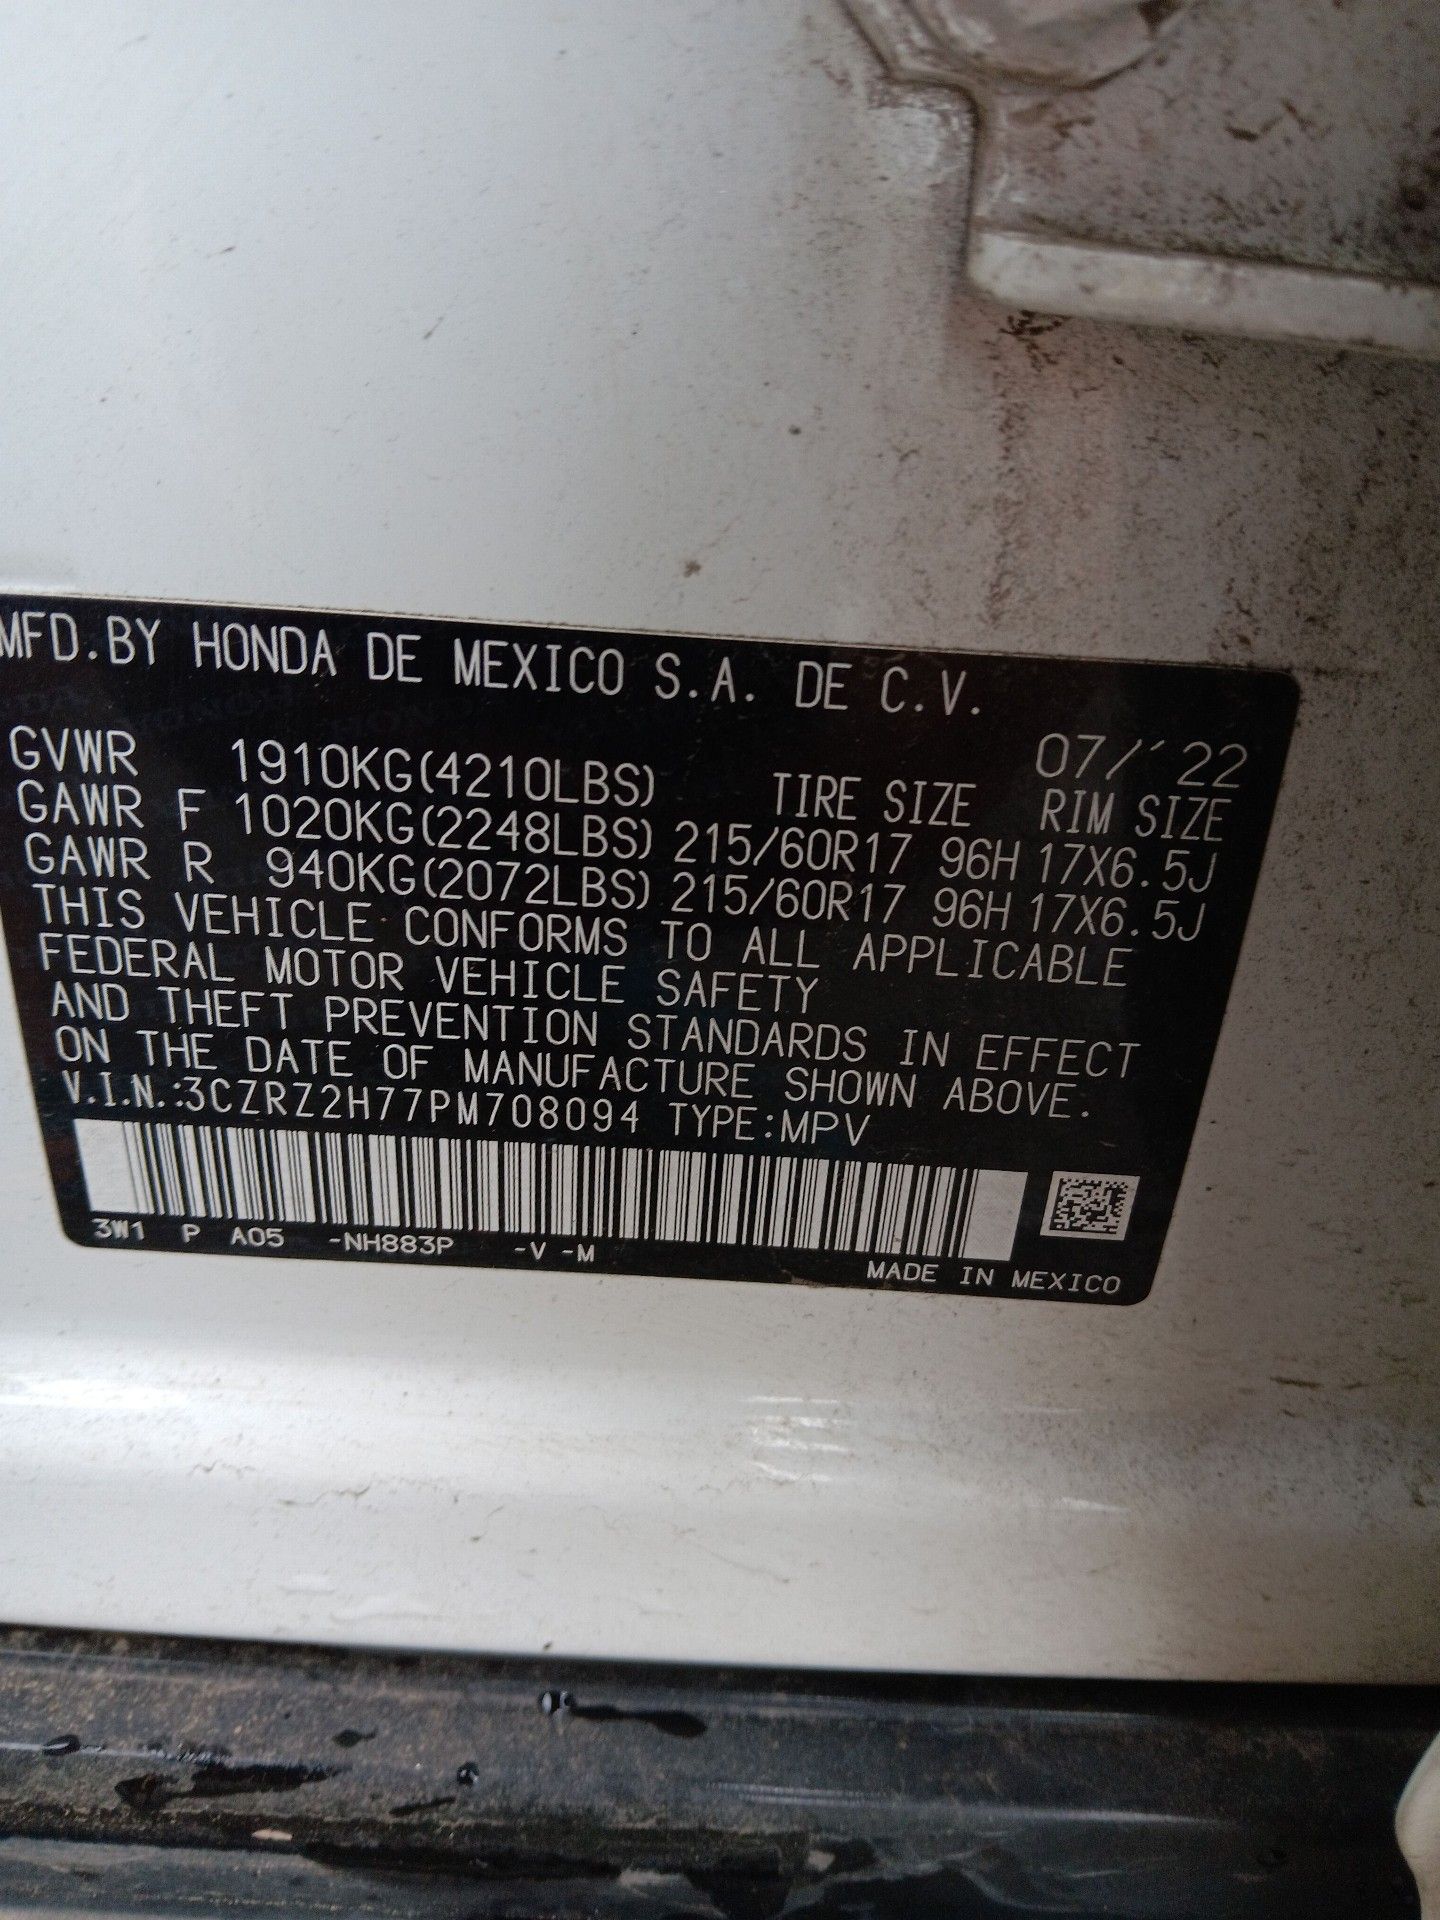 MFD.BY HONDA DE MEXICO S.A. DE C.V.
07/'22
GVWR 1910KG(4210LBS) TIRE SIZE RIM SIZE
GAWR F 1020KG(2248LBS) 215/60R17 96H 17X6.5J
GAWR R 940KG(2072LBS) 215/60R17 96H 17X6.5J
THIS VEHICLE CONFORMS TO ALL APPLICABLE
FEDERAL MOTOR VEHICLE SAFETY
AND THEFT PREVENTION STANDARDS IN EFFECT
ON THE DATE OF MANUFACTURE SHOWN ABOVE.
V.I.N.:3CZRZ2H77PM708094 TYPE:MPV
3W1 P A05 -NH883P -V -M
MADE IN MEXICO